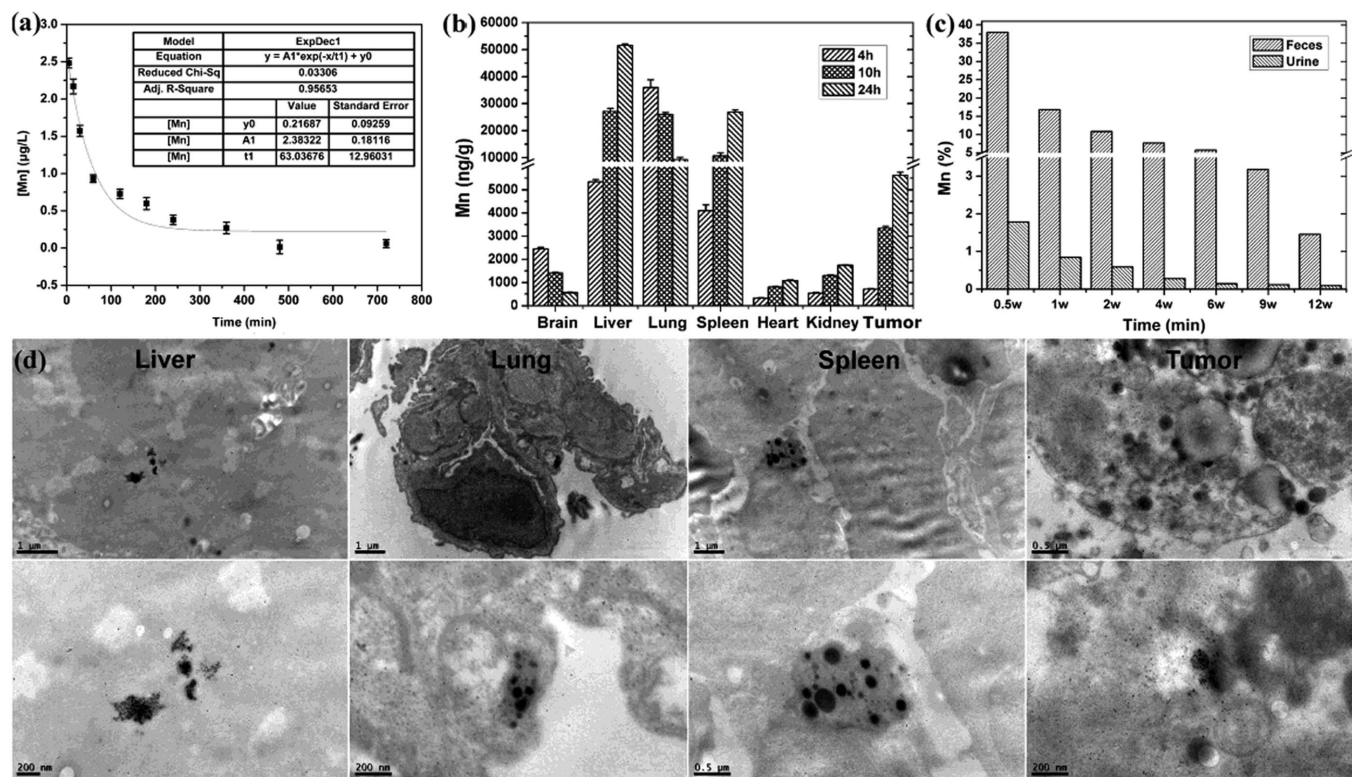 (a)
[Mn] (µg/L)
3.0
2.5
2.0
1.5
1.0
0.5
0.0
-0.5
0 100 200 300 400 500 600 700 800
Time (min)
Model ExpDec1
Equation y = A1*exp(-x/t1) + y0
Reduced Chi-Sq 0.03306
Adj. R-Square 0.95653
Value Standard Error
[Mn] y0 0.21687 0.09259
[Mn] A1 2.38322 0.18116
[Mn] t1 63.03676 12.96031
(b)
Mn (ng/g)
60000
50000
40000
30000
20000
10000
5000
4000
3000
2000
1000
0
4h
10h
24h
Brain Liver Lung Spleen Heart Kidney Tumor
(c)
Mn (%)
40
35
30
25
20
15
10
5
4
3
2
1
0
Feces
Urine
0.5w 1w 2w 4w 6w 9w 12w
Time (min)
(d) Liver Lung Spleen Tumor
1 µm 1 µm 1 µm 0.5 µm
200 nm 200 nm 0.5 µm 200 nm